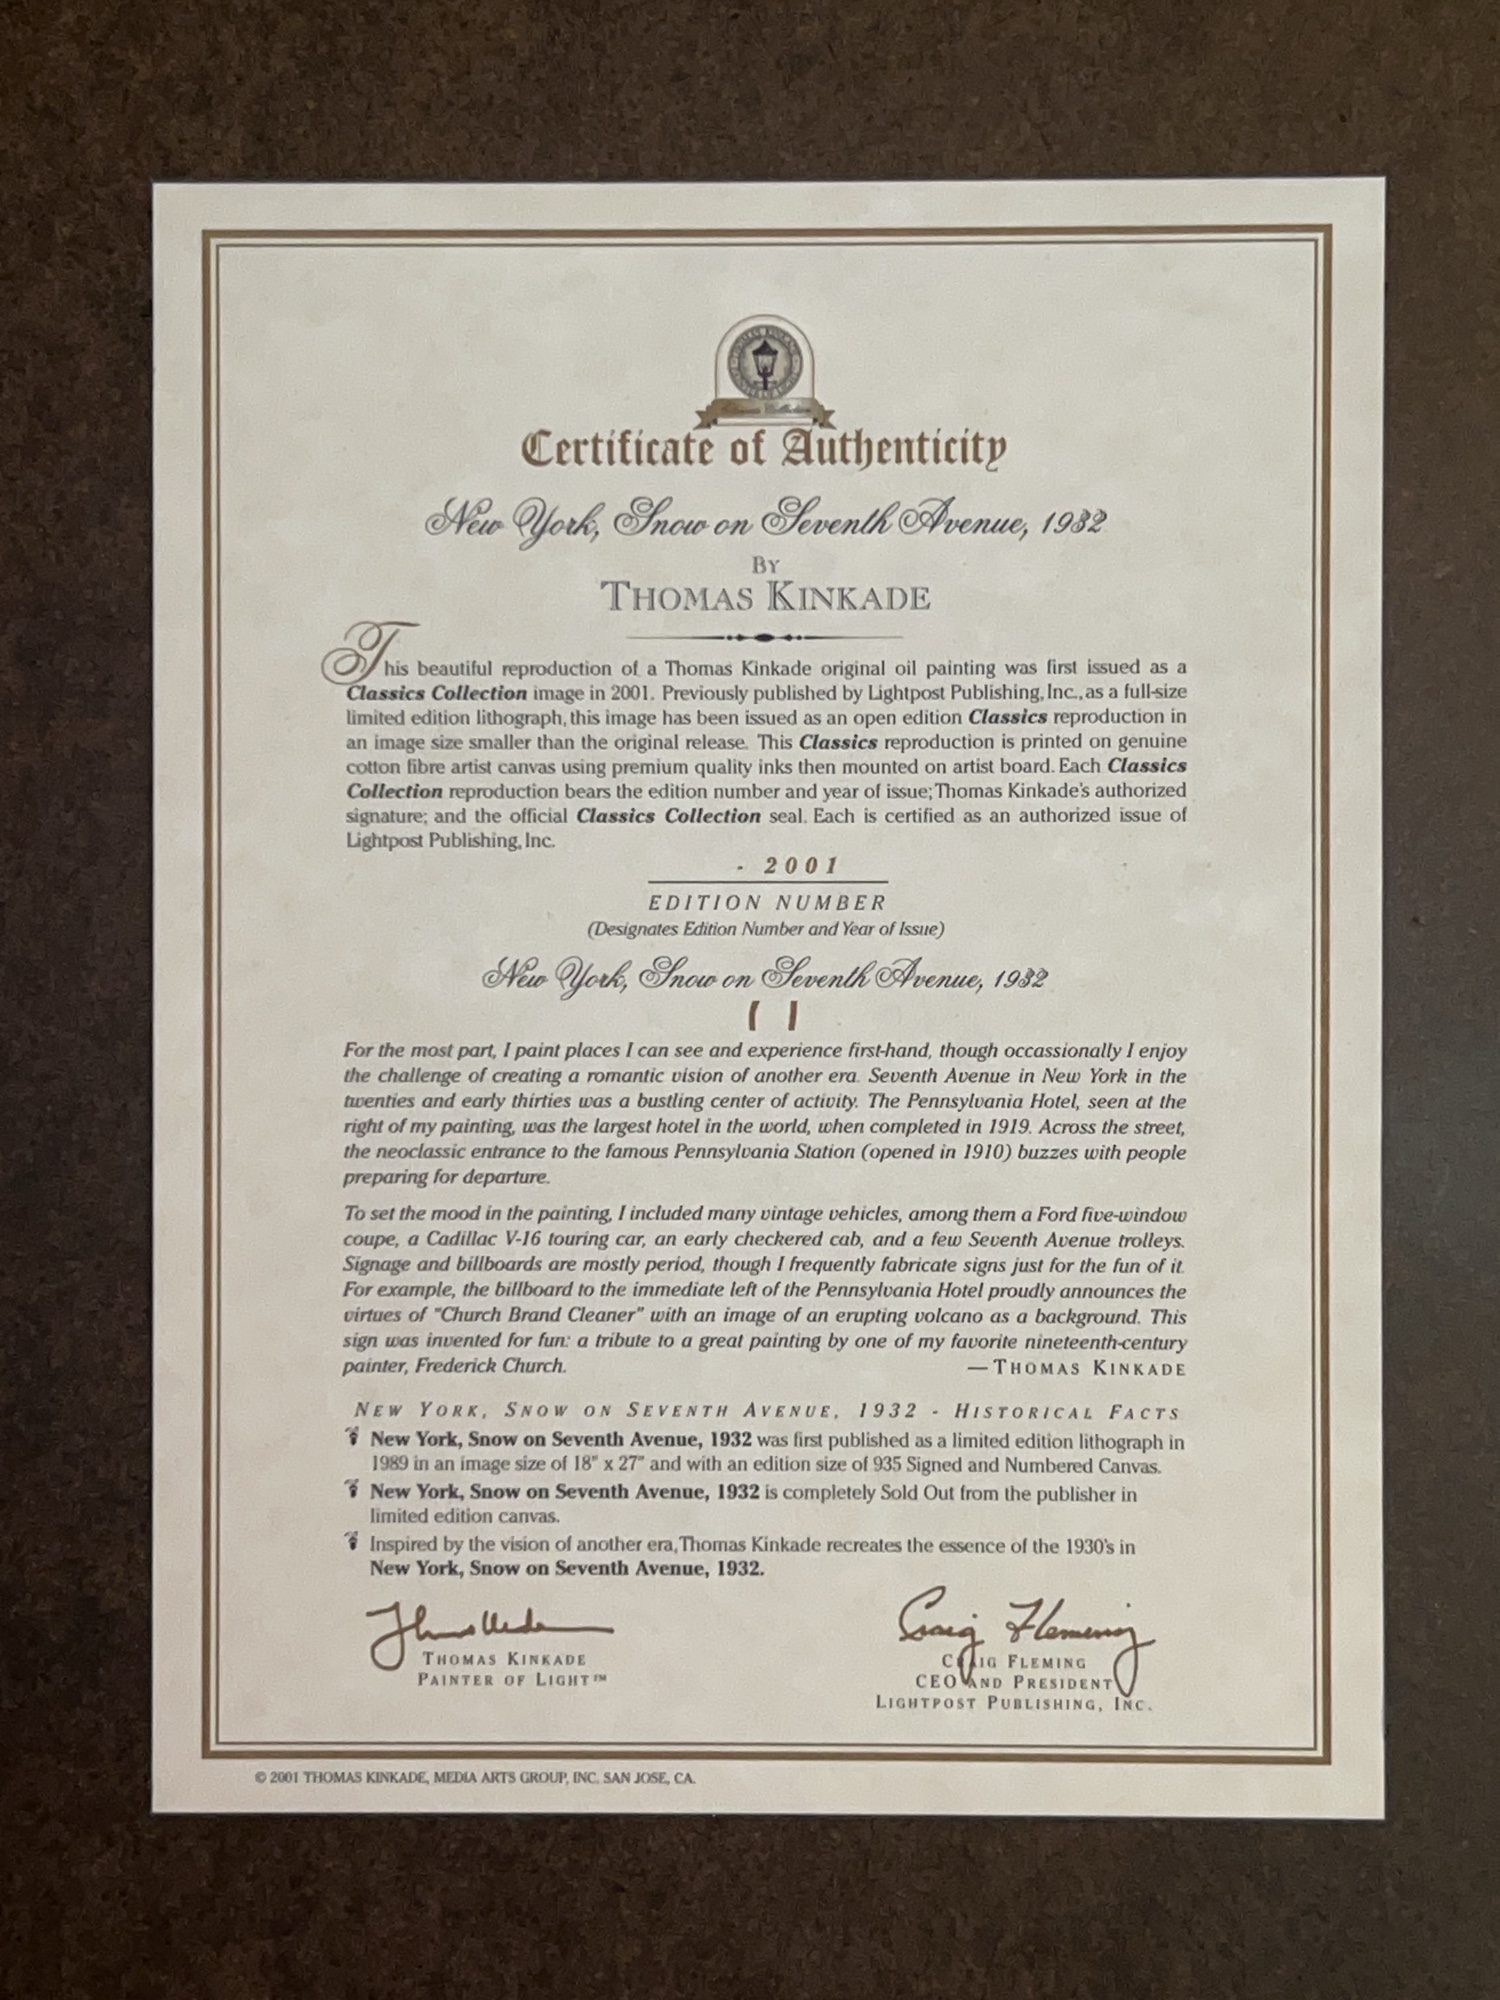 Certificate of Authenticity
New York, Snow on Seventh Avenue, 1932
By
THOMAS KINKADE
This beautiful reproduction of a Thomas Kinkade original oil painting was first issued as a
Classics Collection image in 2001. Previously published by Lightpost Publishing, Inc., as a full-size
limited edition lithograph, this image has been issued as an open edition Classics reproduction in
an image size smaller than the original release. This Classics reproduction is printed on genuine
cotton fibre artist canvas using premium quality inks then mounted on artist board. Each Classics
Collection reproduction bears the edition number and year of issue; Thomas Kinkade's authorized
signature; and the official Classics Collection seal. Each is certified as an authorized issue of
Lightpost Publishing, Inc.
- 2001
EDITION NUMBER
(Designates Edition Number and Year of Issue)
New York, Snow on Seventh Avenue, 1932
For the most part, I paint places I can see and experience first-hand, though occassionally I enjoy
the challenge of creating a romantic vision of another era. Seventh Avenue in New York in the
twenties and early thirties was a bustling center of activity. The Pennsylvania Hotel, seen at the
right of my painting, was the largest hotel in the world, when completed in 1919. Across the street,
the neoclassic entrance to the famous Pennsylvania Station (opened in 1910) buzzes with people
preparing for departure.
To set the mood in the painting, I included many vintage vehicles, among them a Ford five-window
coupe, a Cadillac V-16 touring car, an early checkered cab, and a few Seventh Avenue trolleys.
Signage and billboards are mostly period, though I frequently fabricate signs just for the fun of it.
For example, the billboard to the immediate left of the Pennsylvania Hotel proudly announces the
virtues of "Church Brand Cleaner" with an image of an erupting volcano as a background. This
sign was invented for fun: a tribute to a great painting by one of my favorite nineteenth-century
painter, Frederick Church. — THOMAS KINKADE
NEW YORK, SNOW ON SEVENTH AVENUE, 1932 - HISTORICAL FACTS
New York, Snow on Seventh Avenue, 1932 was first published as a limited edition lithograph in
1989 in an image size of 18" x 27" and with an edition size of 935 Signed and Numbered Canvas.
New York, Snow on Seventh Avenue, 1932 is completely Sold Out from the publisher in
limited edition canvas.
Inspired by the vision of another era, Thomas Kinkade recreates the essence of the 1930's in
New York, Snow on Seventh Avenue, 1932.
Craig Fleming
THOMAS KINKADE
PAINTER OF LIGHT™
CRAIG FLEMING
CEO AND PRESIDENT
LIGHTPOST PUBLISHING, INC.
© 2001 THOMAS KINKADE, MEDIA ARTS GROUP, INC. SAN JOSE, CA.